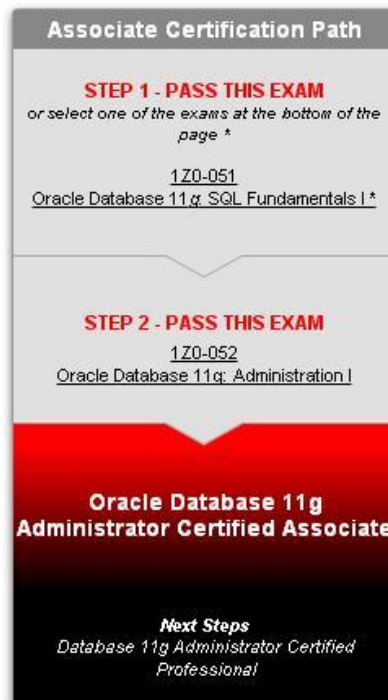 Associate Certification Path
STEP 1 - PASS THIS EXAM
or select one of the exams at the bottom of the
page *
1Z0-051
Oracle Database 11g: SQL Fundamentals I *
STEP 2 - PASS THIS EXAM
1Z0-052
Oracle Database 11g: Administration I
Oracle Database 11g
Administrator Certified Associate
Next Steps
Database 11g Administrator Certified
Professional